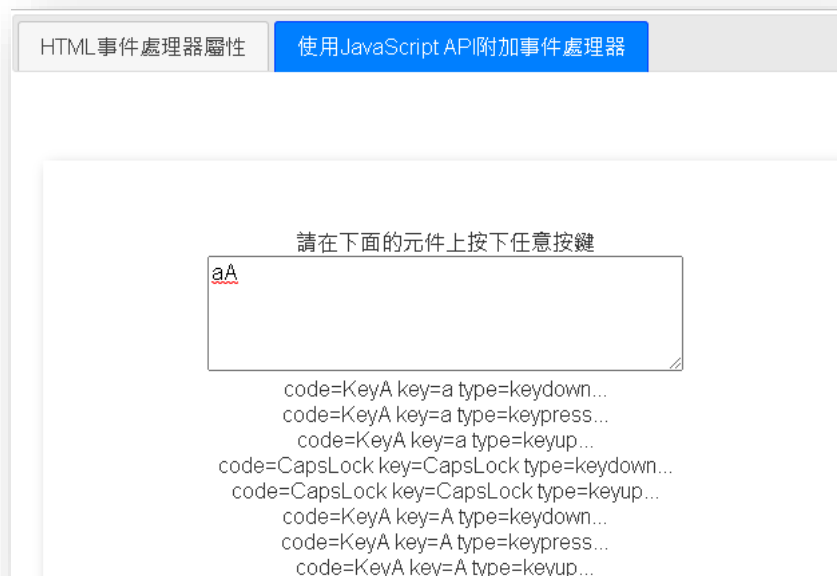 HTML事件處理器屬性
使用JavaScript API附加事件處理器
請在下面的元件上按下任意按鍵
aA
code=KeyA key=a type=keydown...
code=KeyA key=a type=keypress...
code=KeyA key=a type=keyup...
code=CapsLock key=CapsLock type=keydown...
code=CapsLock key=CapsLock type=keyup...
code=KeyA key=A type=keydown...
code=KeyA key=A type=keypress...
code=KeyA key=A type=keyup...